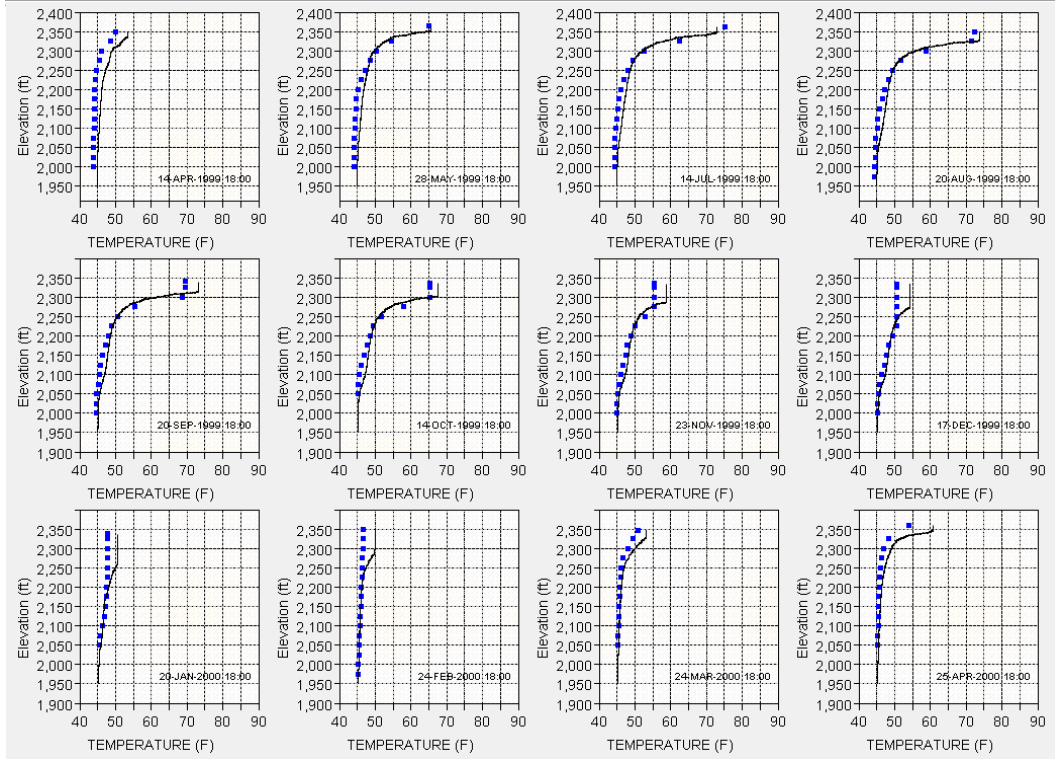 2,400 2,400 2,400 2,400
2,350 2,350 2,350 2,350
2,300 2,300 2,300 2,300
2,250 2,250 2,250 2,250
2,200 2,200 2,200 2,200
2,150 2,150 2,150 2,150
2,100 2,100 2,100 2,100
2,050 2,050 2,050 2,050
2,000 2,000 2,000 2,000
1,950 1,950 1,950 1,950
Elevation (ft) Elevation (ft) Elevation (ft) Elevation (ft)
14-APR-1999 18:00 28-MAY-1999 18:00 14-JUL-1999 18:00 20-AUG-1999 18:00
40 50 60 70 80 90 40 50 60 70 80 90 40 50 60 70 80 90 40 50 60 70 80 90
TEMPERATURE (F) TEMPERATURE (F) TEMPERATURE (F) TEMPERATURE (F)
2,350 2,350 2,350 2,350
2,300 2,300 2,300 2,300
2,250 2,250 2,250 2,250
2,200 2,200 2,200 2,200
2,150 2,150 2,150 2,150
2,100 2,100 2,100 2,100
2,050 2,050 2,050 2,050
2,000 2,000 2,000 2,000
1,950 1,950 1,950 1,950
1,900 1,900 1,900 1,900
Elevation (ft) Elevation (ft) Elevation (ft) Elevation (ft)
20-SEP-1999 18:00 14-OCT-1999 18:00 23-NOV-1999 18:00 17-DEC-1999 18:00
40 50 60 70 80 90 40 50 60 70 80 90 40 50 60 70 80 90 40 50 60 70 80 90
TEMPERATURE (F) TEMPERATURE (F) TEMPERATURE (F) TEMPERATURE (F)
2,350 2,350 2,350 2,350
2,300 2,300 2,300 2,300
2,250 2,250 2,250 2,250
2,200 2,200 2,200 2,200
2,150 2,150 2,150 2,150
2,100 2,100 2,100 2,100
2,050 2,050 2,050 2,050
2,000 2,000 2,000 2,000
1,950 1,950 1,950 1,950
1,900 1,900 1,900 1,900
Elevation (ft) Elevation (ft) Elevation (ft) Elevation (ft)
20-JAN-2000 18:00 24-FEB-2000 18:00 24-MAR-2000 18:00 25-APR-2000 18:00
40 50 60 70 80 90 40 50 60 70 80 90 40 50 60 70 80 90 40 50 60 70 80 90
TEMPERATURE (F) TEMPERATURE (F) TEMPERATURE (F) TEMPERATURE (F)